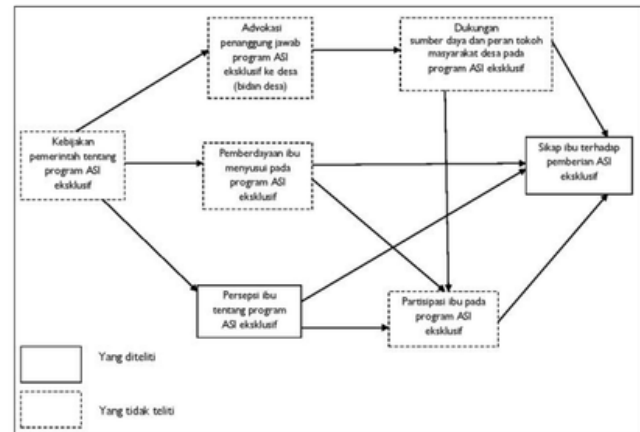 Advokasi
penanggung jawab
program ASI
eksklusif ke desa
(bidan desa)
Dukungan
sumber daya dan peran tokoh
masyarakat desa pada
program ASI eksklusif
Kebijakan
pemerintah tentang
program ASI
eksklusif
Pemberdayaan ibu
menyusui pada
program ASI
eksklusif
Sikap ibu terhadap
pemberian ASI
eksklusif
Persepsi ibu
tentang program
ASI eksklusif
Partisipasi ibu pada
program ASI
eksklusif
Yang diteliti
Yang tidak teliti